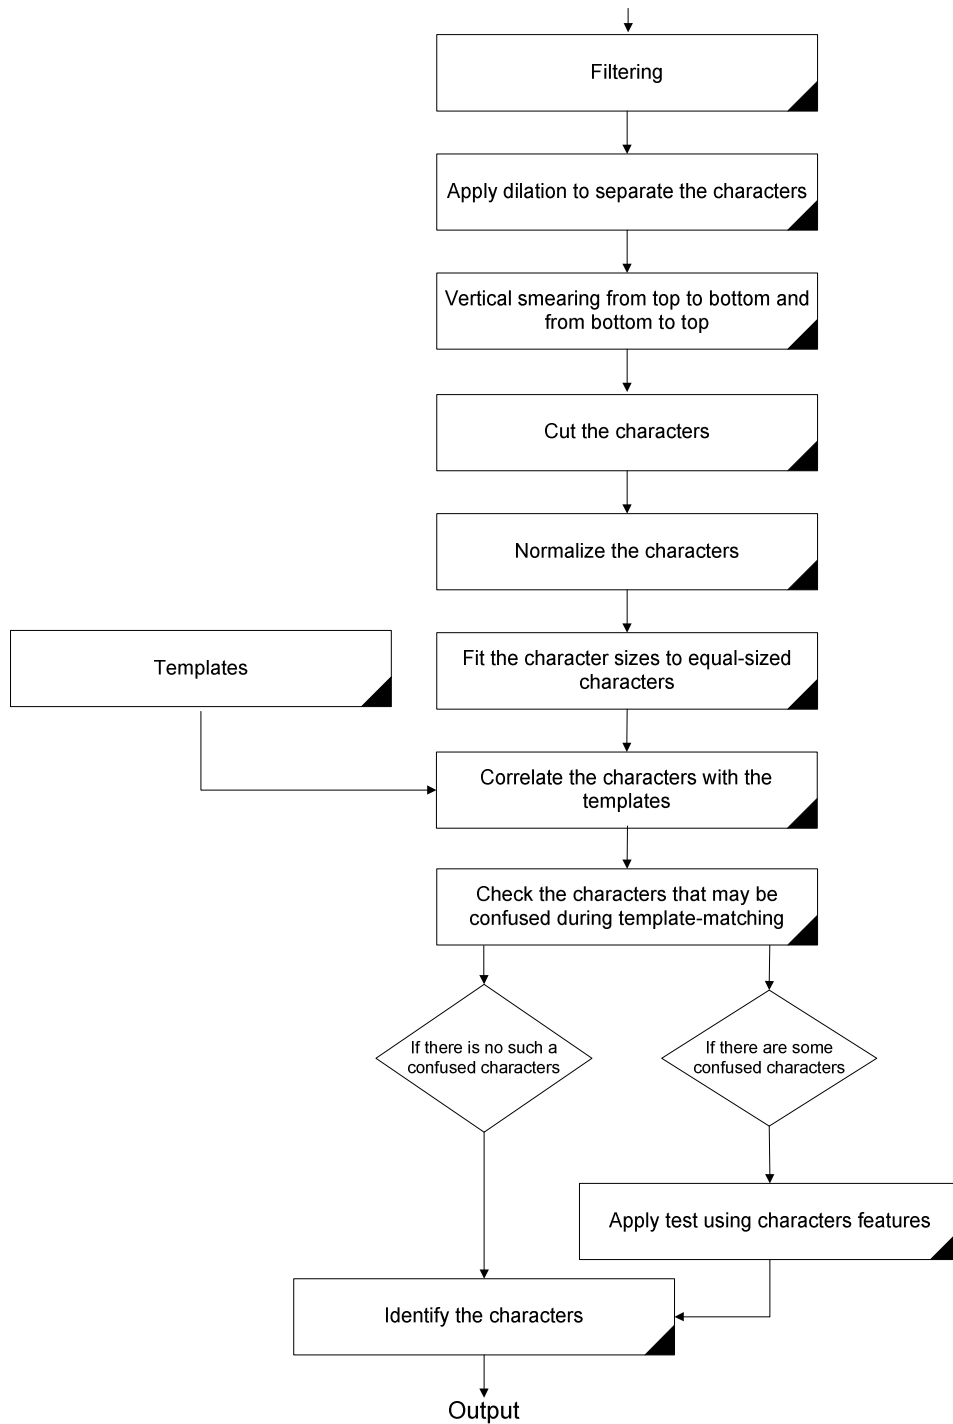 Filtering
Apply dilation to separate the characters
Vertical smearing from top to bottom and
from bottom to top
Cut the characters
Normalize the characters
Templates
Fit the character sizes to equal-sized
characters
Correlate the characters with the
templates
Check the characters that may be
confused during template-matching
If there is no such a
confused characters
If there are some
confused characters
Apply test using characters features
Identify the characters
Output